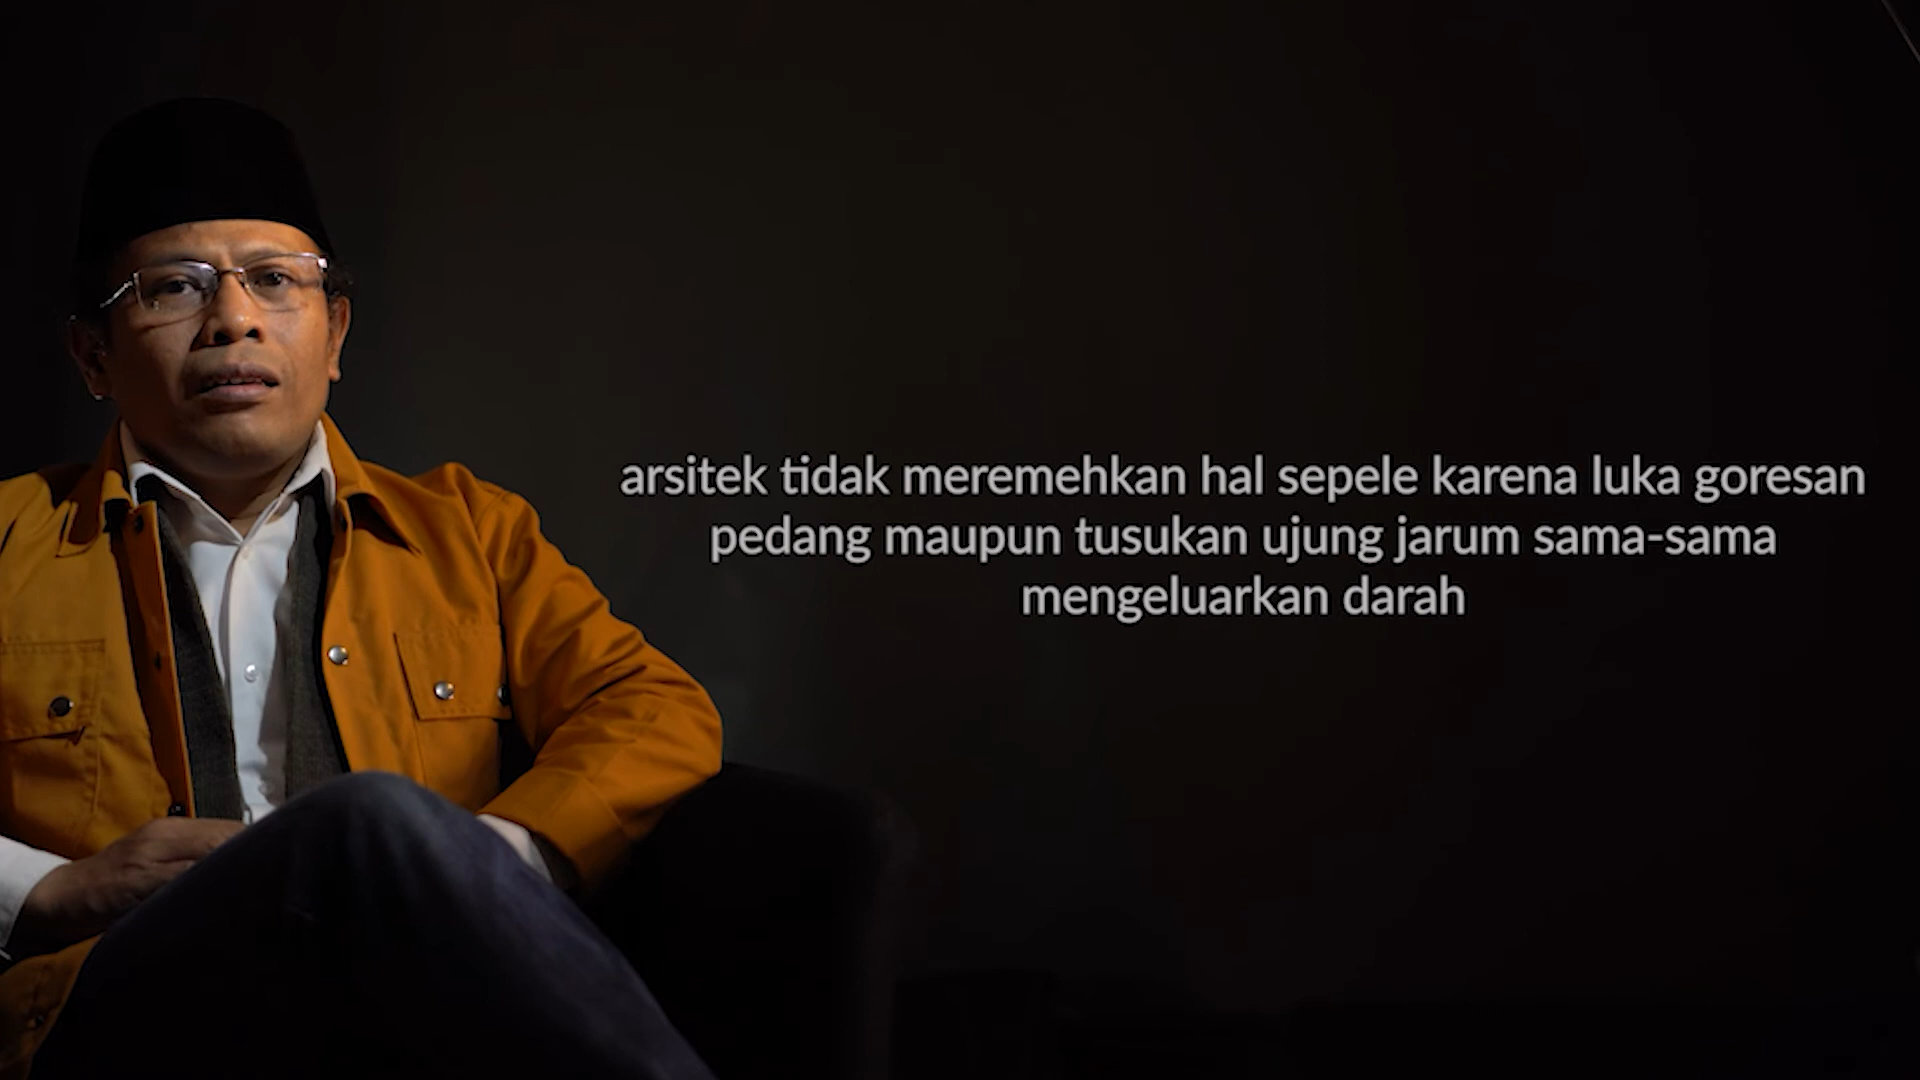 arsitek tidak meremehkan hal sepele karena luka goresan
pedang maupun tusukan ujung jarum sama-sama
mengeluarkan darah